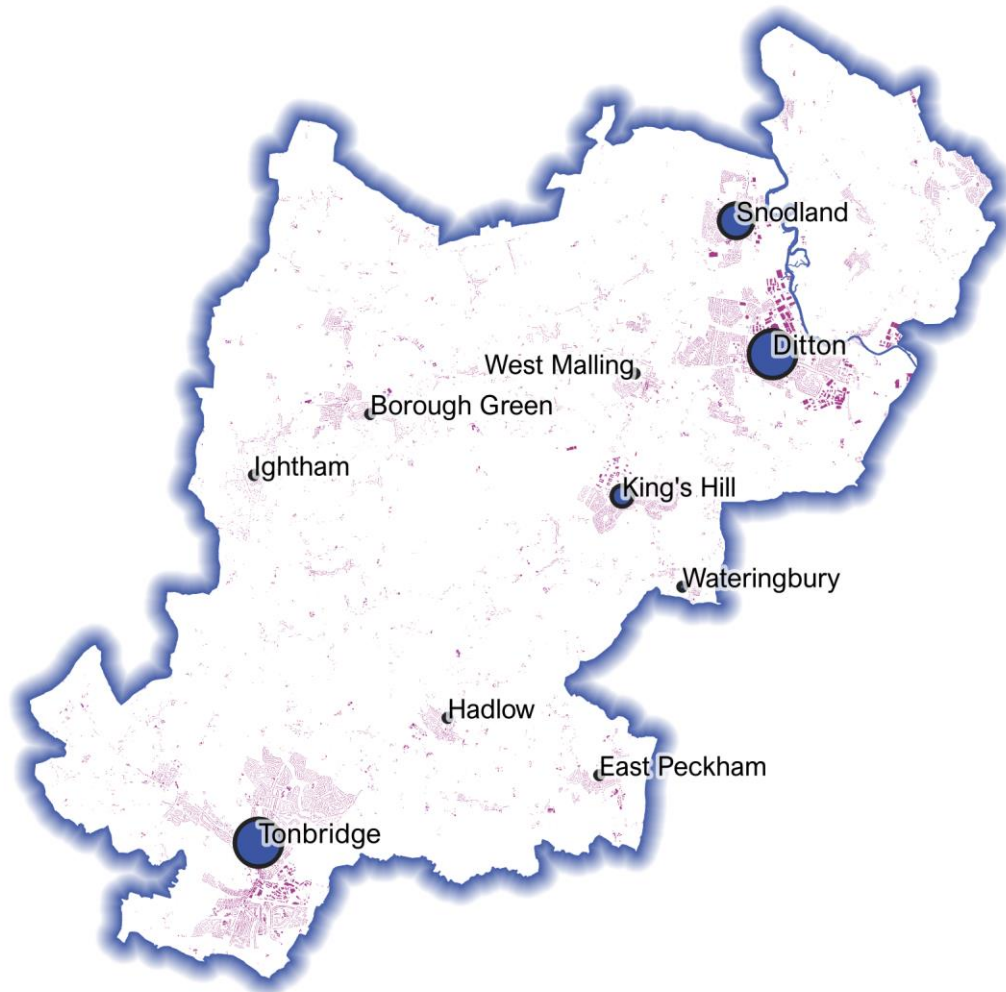 Snodland
Ditton
West Malling
Borough Green
Ightham
King's Hill
Wateringbury
Hadlow
East Peckham
Tonbridge